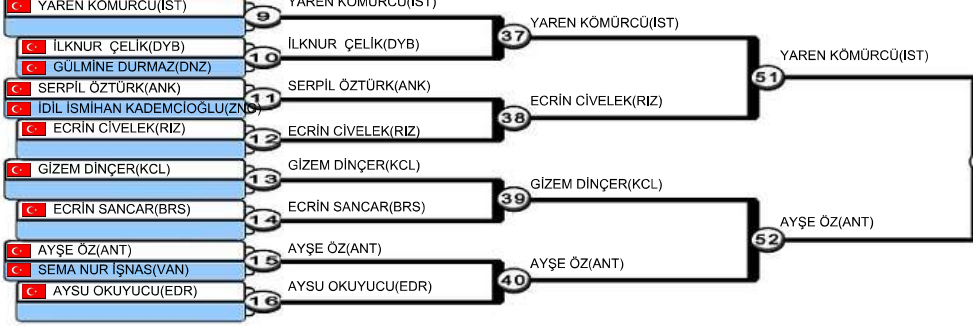 YAREN KÖMÜRCÜ(IST)
9
YAREN KÖMÜRCÜ(IST)
İLKNUR ÇELİK(DYB)
GÜLMİNE DURMAZ(DNZ)
10
İLKNUR ÇELİK(DYB)
37
YAREN KÖMÜRCÜ(IST)
SERPİL ÖZTÜRK(ANK)
İDİL İSMİHAN KADEMCİOĞLU(ZNG)
11
SERPİL ÖZTÜRK(ANK)
ECRİN CİVELEK(RIZ)
12
ECRİN CİVELEK(RIZ)
38
ECRİN CİVELEK(RIZ)
51
YAREN KÖMÜRCÜ(IST)
GİZEM DİNÇER(KCL)
13
GİZEM DİNÇER(KCL)
ECRİN SANCAR(BRS)
14
ECRİN SANCAR(BRS)
39
GİZEM DİNÇER(KCL)
AYŞE ÖZ(ANT)
SEMA NUR İŞNAS(VAN)
15
AYŞE ÖZ(ANT)
AYSU OKUYUCU(EDR)
16
AYSU OKUYUCU(EDR)
40
AYŞE ÖZ(ANT)
52
AYŞE ÖZ(ANT)